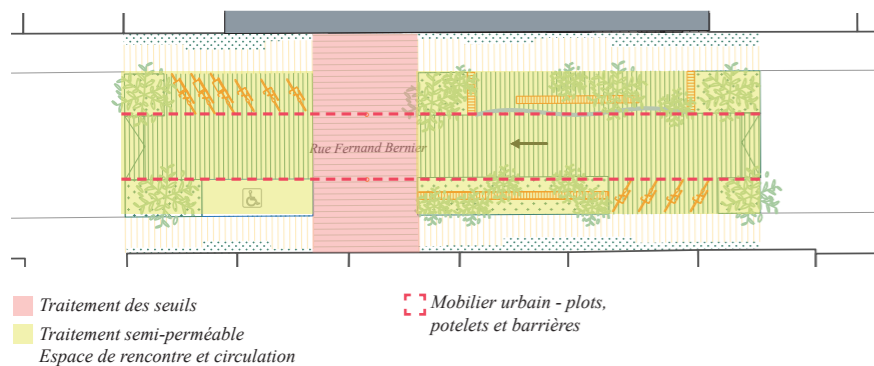 Rue Fernand Bernier
Traitement des seuils
Traitement semi-perméable
Espace de rencontre et circulation
Mobilier urbain - plots,
potelets et barrières